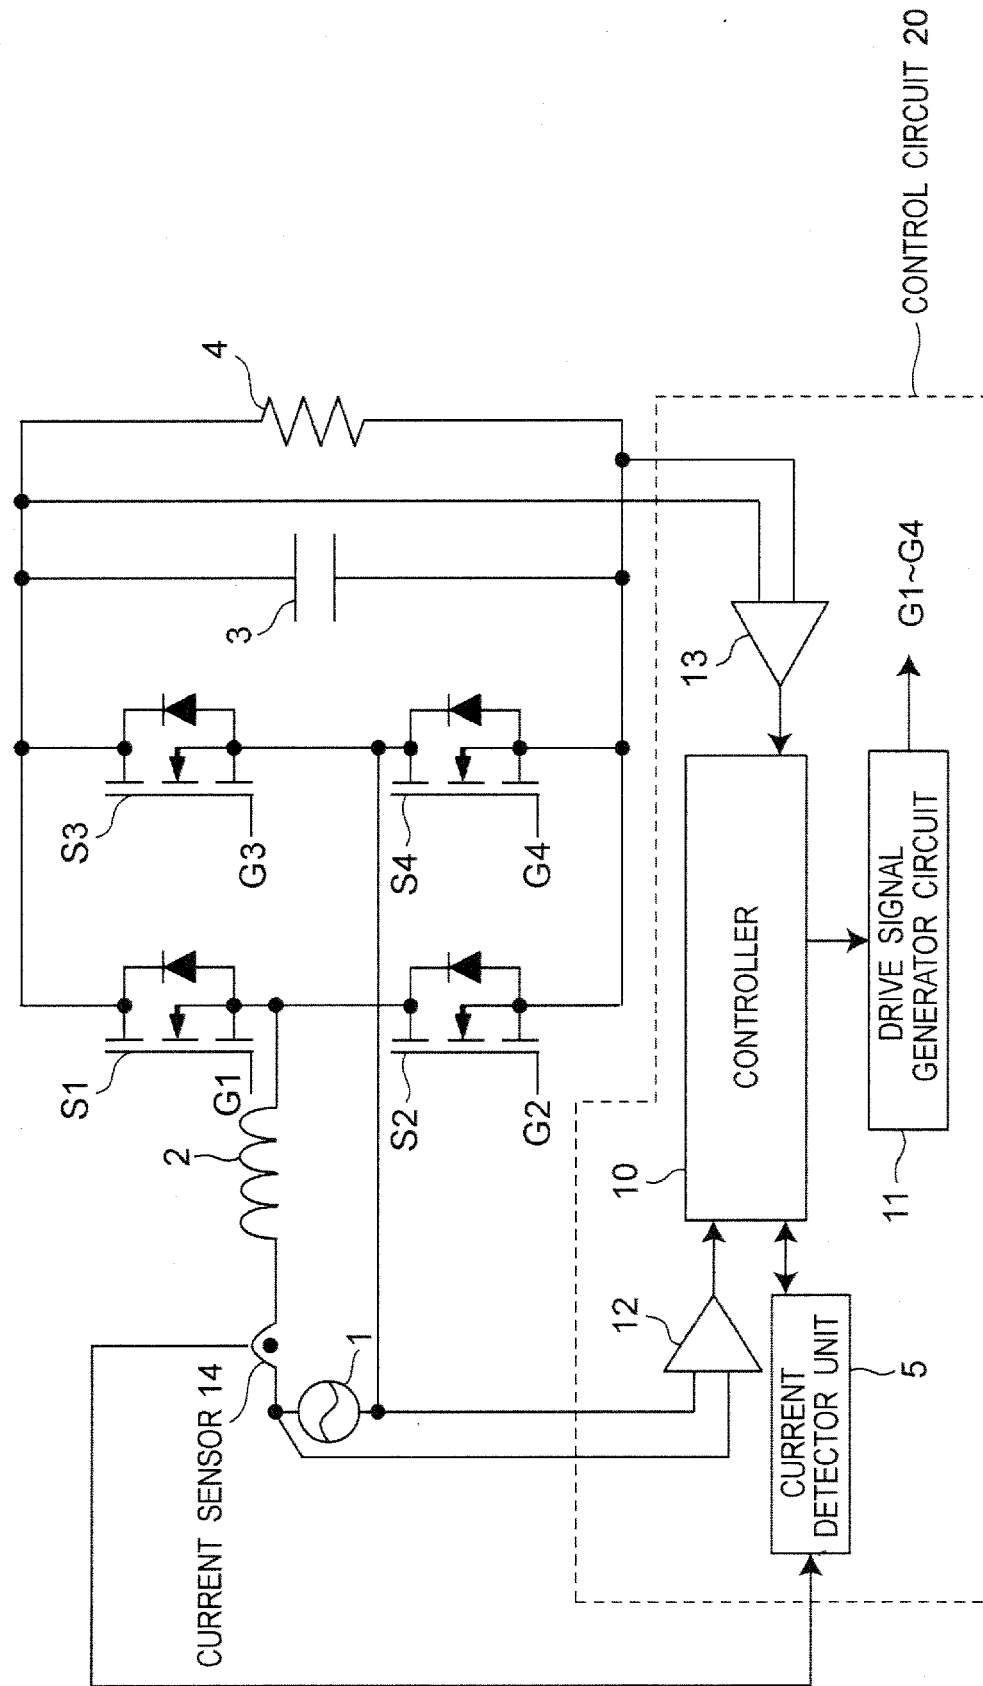 CURRENT SENSOR 14
1
2
S1
G1
S2
G2
S3
G3
S4
G4
3
4
12
10
13
CONTROLLER
CURRENT
DETECTOR UNIT
5
11
DRIVE SIGNAL
GENERATOR CIRCUIT
G1~G4
CONTROL CIRCUIT 20